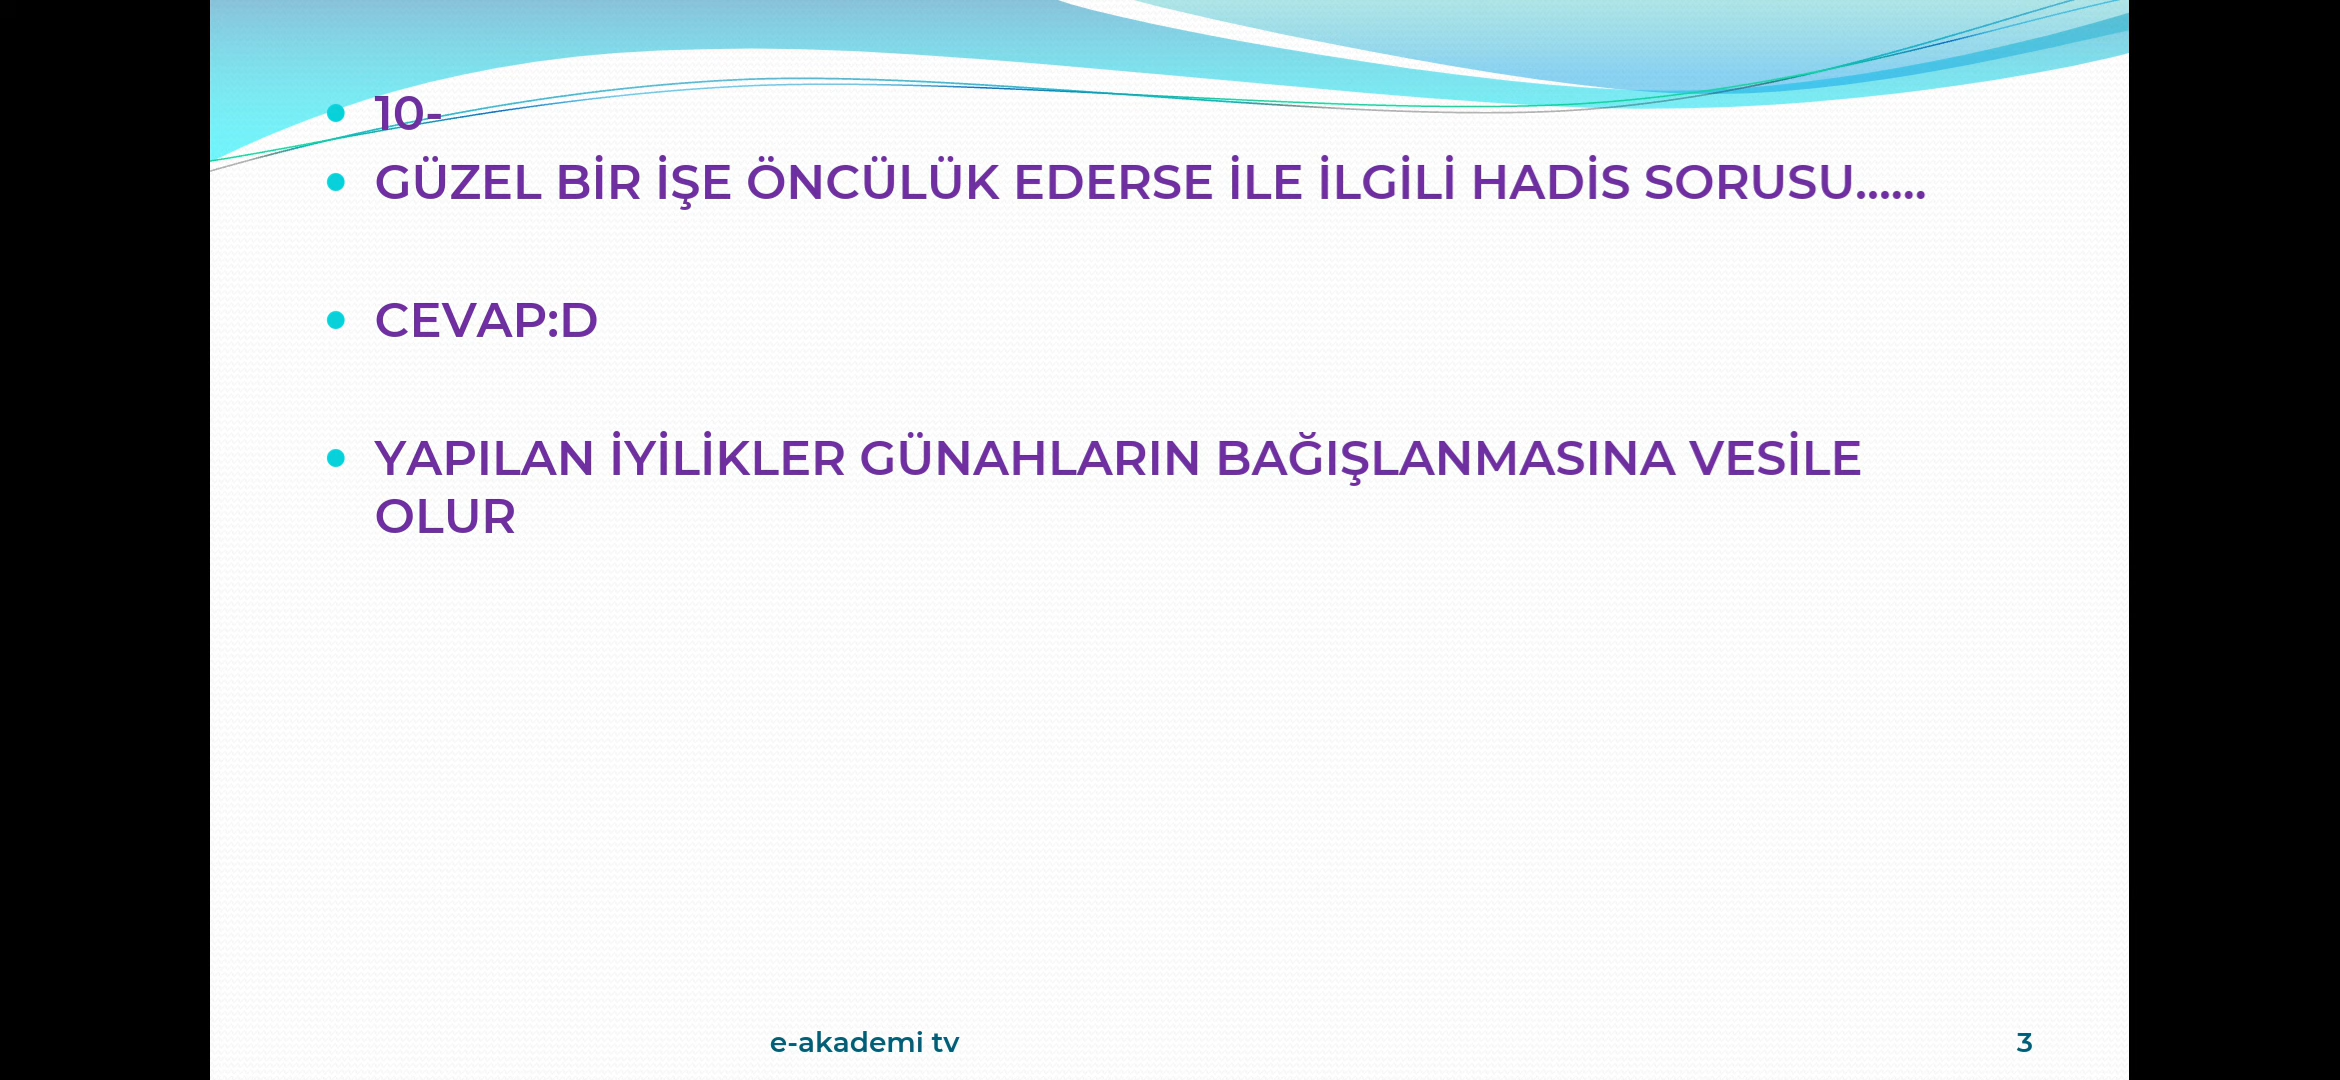 10-
GÜZEL BİR İŞE ÖNCÜLÜK EDERSE İLE İLGİLİ HADİS SORUSU......
CEVAP:D
YAPILAN İYİLİKLER GÜNAHLARIN BAĞIŞLANMASINA VESİLE
OLUR
e-akademi tv
3